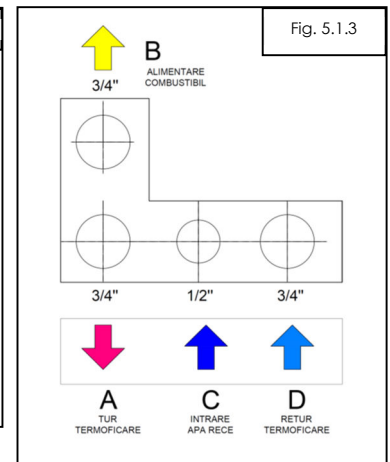 Fig. 5.1.3
B
ALIMENTARE
COMBUSTIBIL
3/4"
3/4" 1/2" 3/4"
A C D
TUR
TERMOFICARE
INTRARE
APA RECE
RETUR
TERMOFICARE